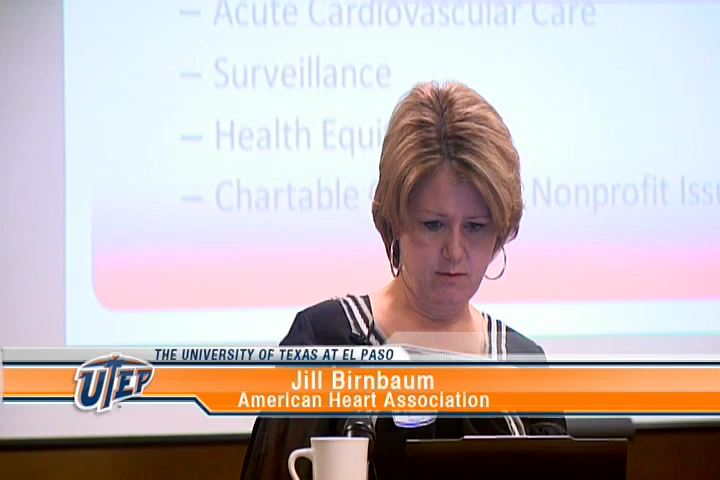 – Acute Cardiovascular Care
– Surveillance
– Health Equi
– Chartable Nonprofit Issu
THE UNIVERSITY OF TEXAS AT EL PASO
UTEP
Jill Birnbaum
American Heart Association